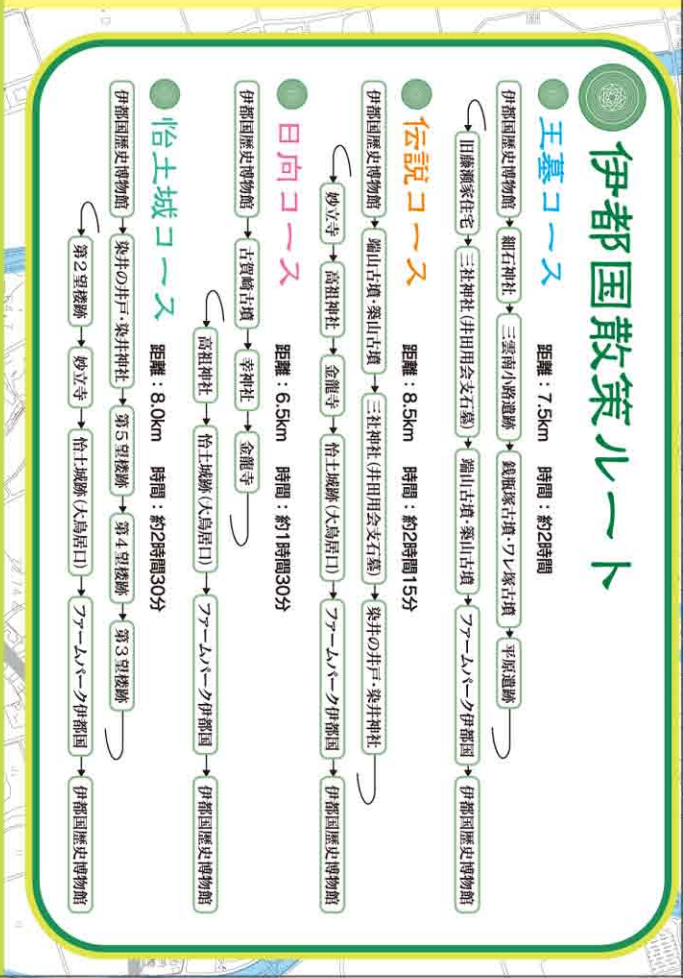 伊都国散策ルート
王墓コース 距離：7.5km 時間：約2時間
伊都国歴史博物館→細石神社→三雲南小路遺跡→銭瓶塚古墳・ワレ塚古墳→平原遺跡
→旧藤瀬家住宅→三社神社（井田用会支石墓）→端山古墳・築山古墳→ファームパーク伊都国→伊都国歴史博物館
伝説コース 距離：8.5km 時間：約2時間15分
伊都国歴史博物館→端山古墳・築山古墳→三社神社（井田用会支石墓）→染井の井戸・染井神社
→妙立寺→高祖神社→金龍寺→怡土城跡（大鳥居口）→ファームパーク伊都国→伊都国歴史博物館
日向コース 距離：6.5km 時間：約1時間30分
伊都国歴史博物館→古賀崎古墳→幸神社→金龍寺
→高祖神社→怡土城跡（大鳥居口）→ファームパーク伊都国→伊都国歴史博物館
怡土城コース 距離：8.0km 時間：約2時間30分
伊都国歴史博物館→染井の井戸・染井神社→第5望楼跡→第4望楼跡→第3望楼跡
→第2望楼跡→妙立寺→怡土城跡（大鳥居口）→ファームパーク伊都国→伊都国歴史博物館